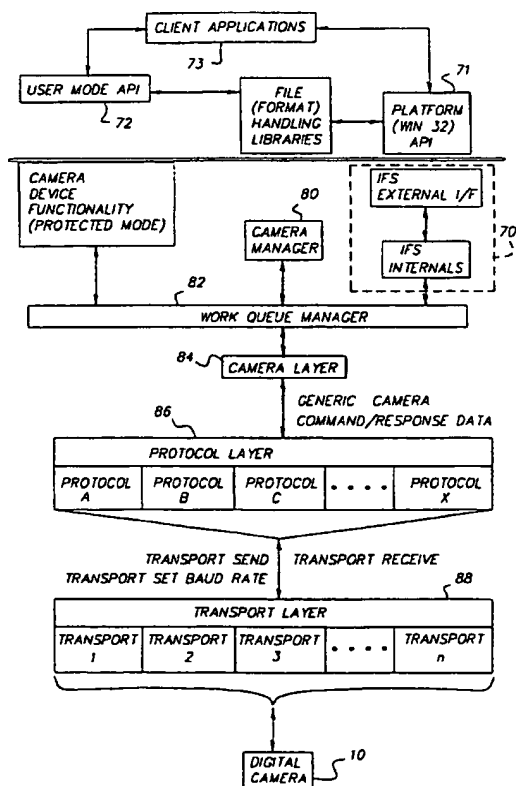 CLIENT APPLICATIONS
73
71
USER MODE API
72
FILE
(FORMAT)
HANDLING
LIBRARIES
PLATFORM
(WIN 32)
API
CAMERA
DEVICE
FUNCTIONALITY
(PROTECTED MODE)
80
CAMERA
MANAGER
IFS
EXTERNAL I/F
70
IFS
INTERNALS
82
WORK QUEUE MANAGER
84
CAMERA LAYER
GENERIC CAMERA
COMMAND/RESPONSE DATA
86
PROTOCOL LAYER
PROTOCOL
A
PROTOCOL
B
PROTOCOL
C
• • • •
PROTOCOL
X
TRANSPORT SEND
TRANSPORT SET BAUD RATE
TRANSPORT RECEIVE
88
TRANSPORT LAYER
TRANSPORT
1
TRANSPORT
2
TRANSPORT
3
• • • •
TRANSPORT
n
10
DIGITAL
CAMERA